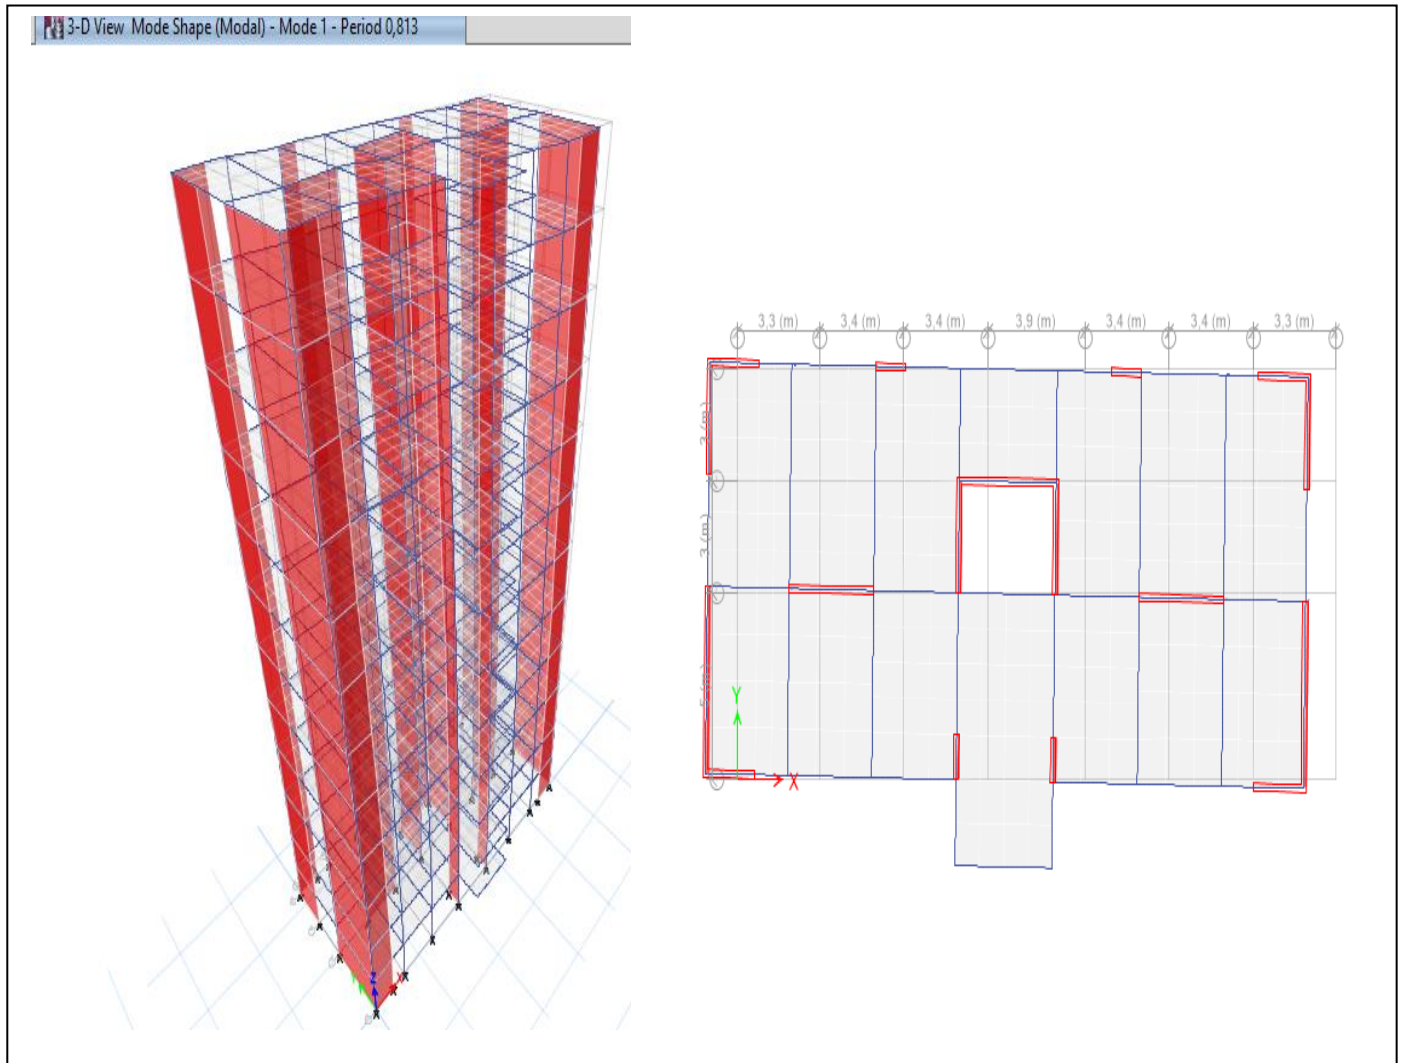 3-D View Mode Shape (Modal) - Mode 1 - Period 0,813
3,3 (m) 3,4 (m) 3,4 (m) 3,9 (m) 3,4 (m) 3,4 (m) 3,3 (m)
3 (m)
Y
X
Z